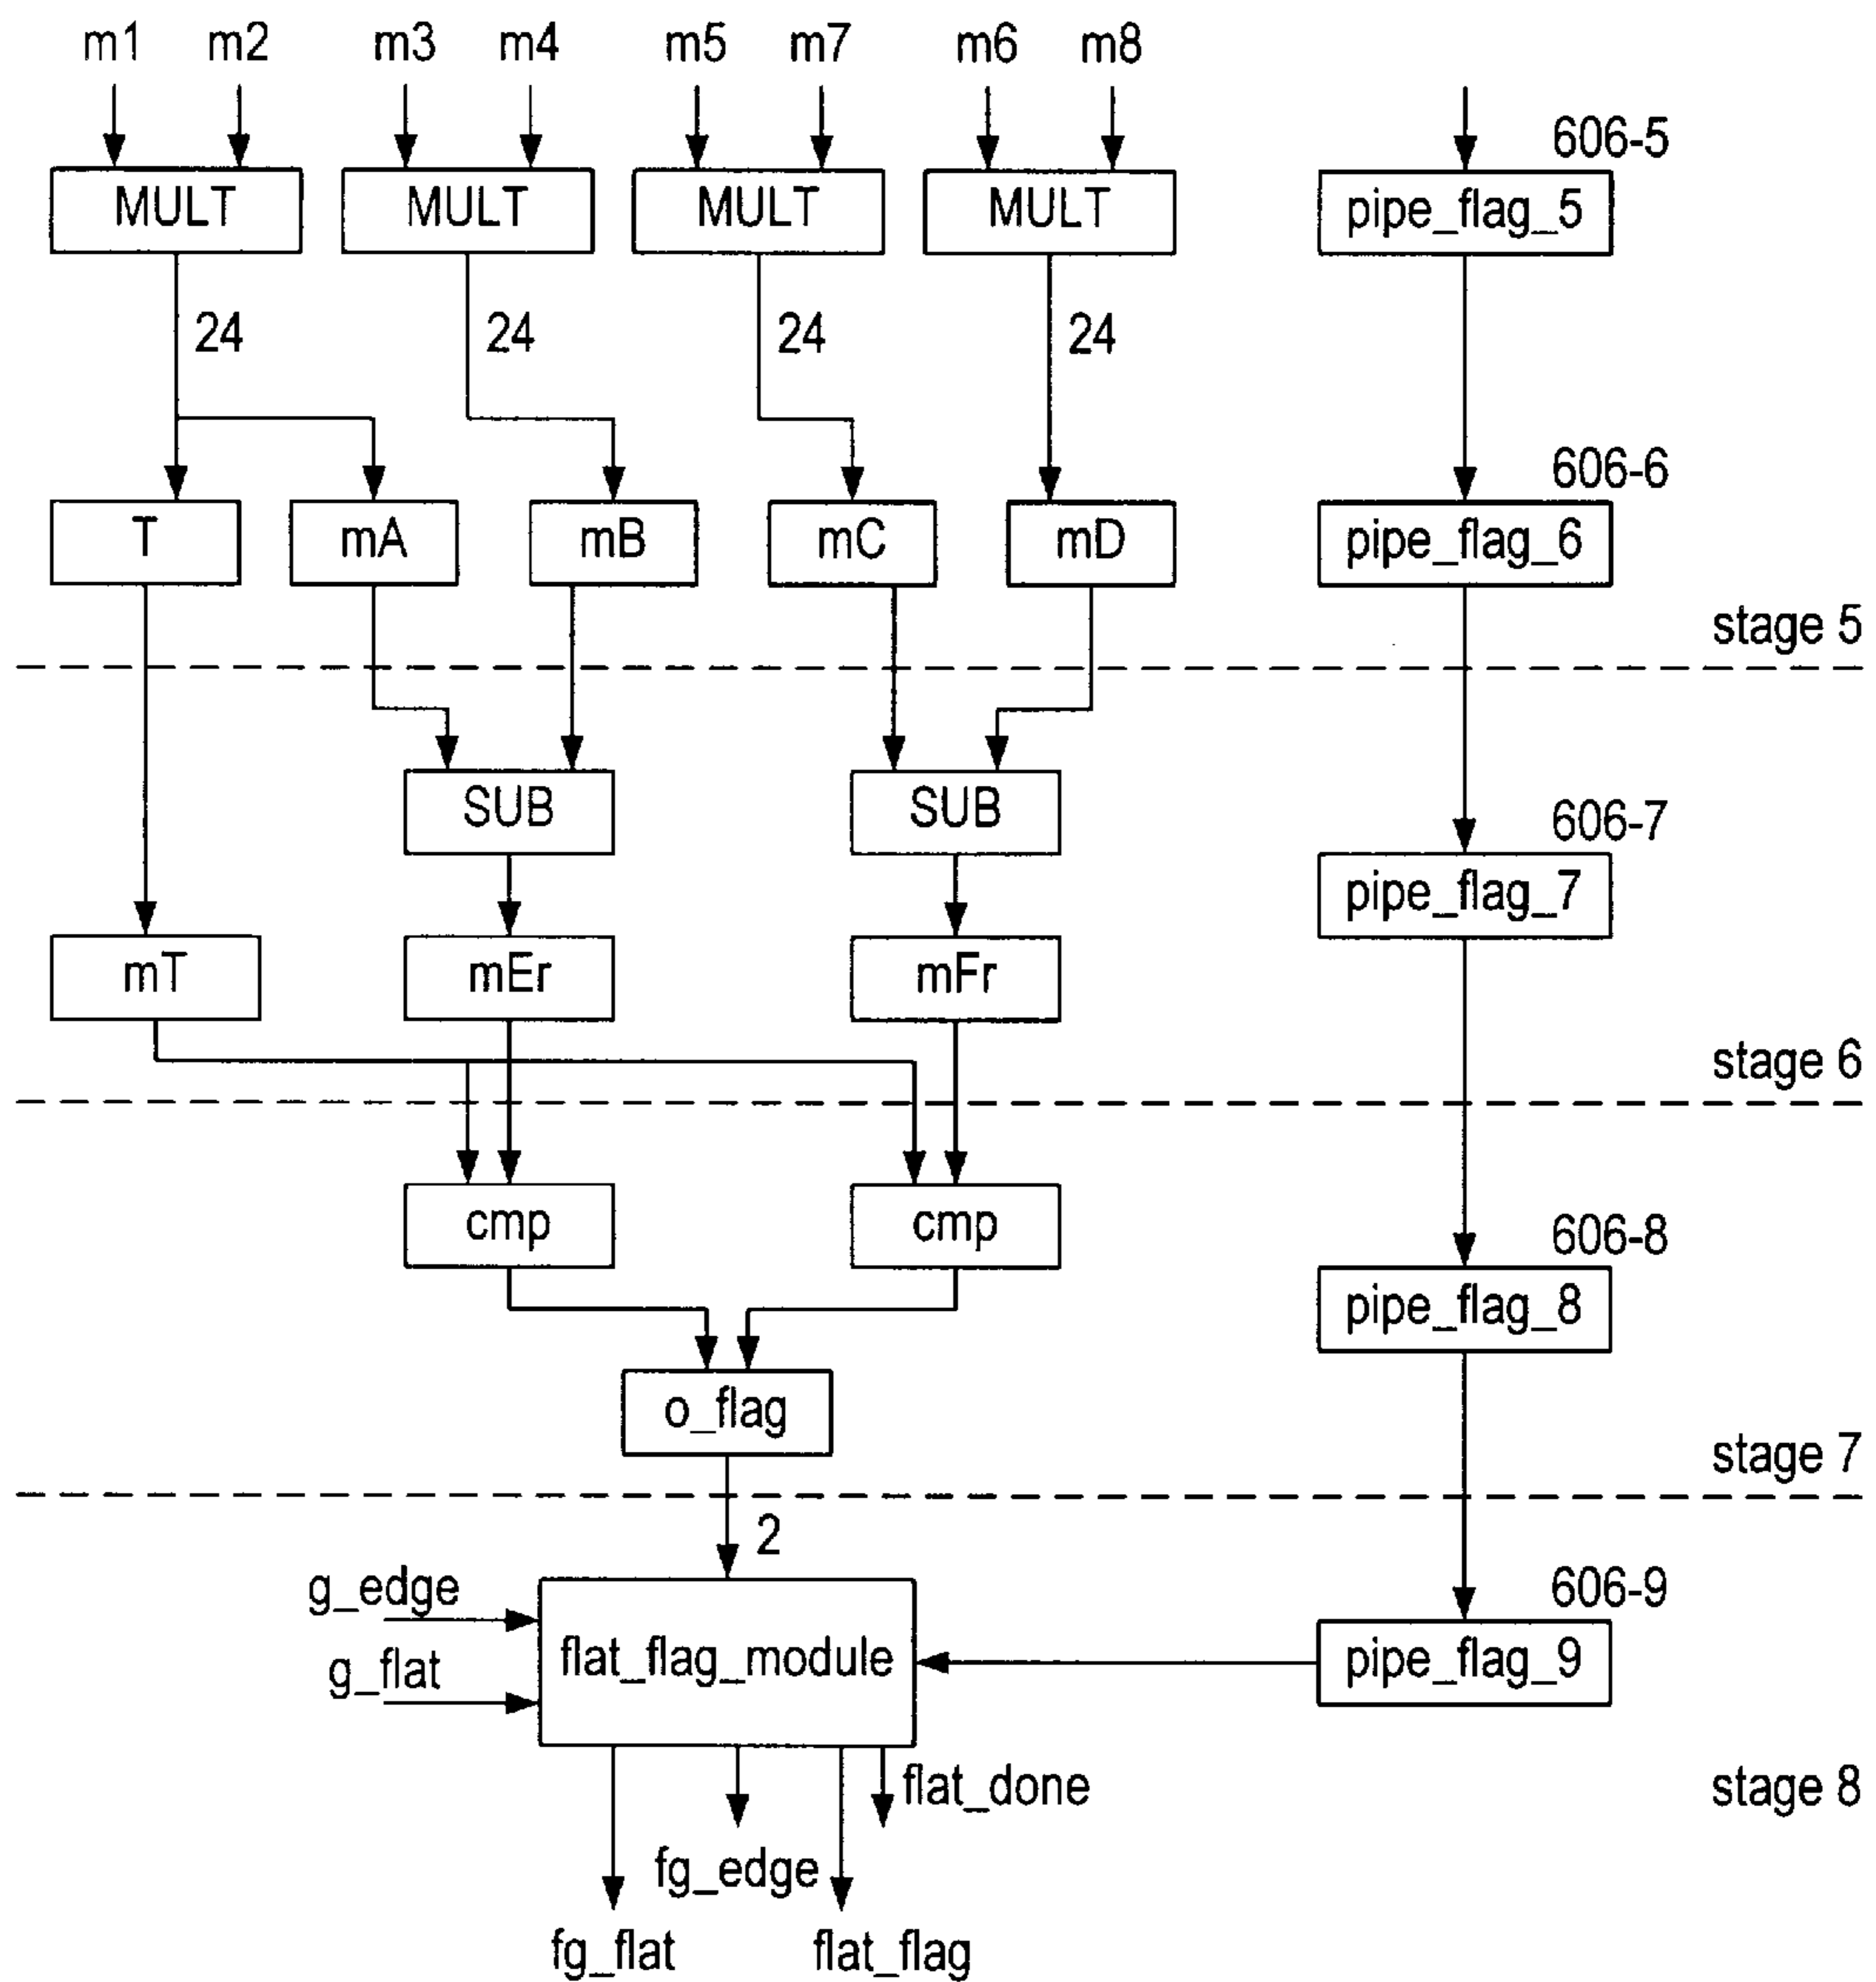 m1 m2 m3 m4 m5 m7 m6 m8
606-5
MULT MULT MULT MULT pipe_flag_5
24 24 24 24
606-6
T mA mB mC mD pipe_flag_6
stage 5
SUB SUB
606-7
pipe_flag_7
mT mEr mFr
stage 6
cmp cmp
606-8
pipe_flag_8
o_flag
stage 7
2
g_edge
606-9
flat_flag_module
pipe_flag_9
g_flat
flat_done
stage 8
fg_edge
fg_flat flat_flag